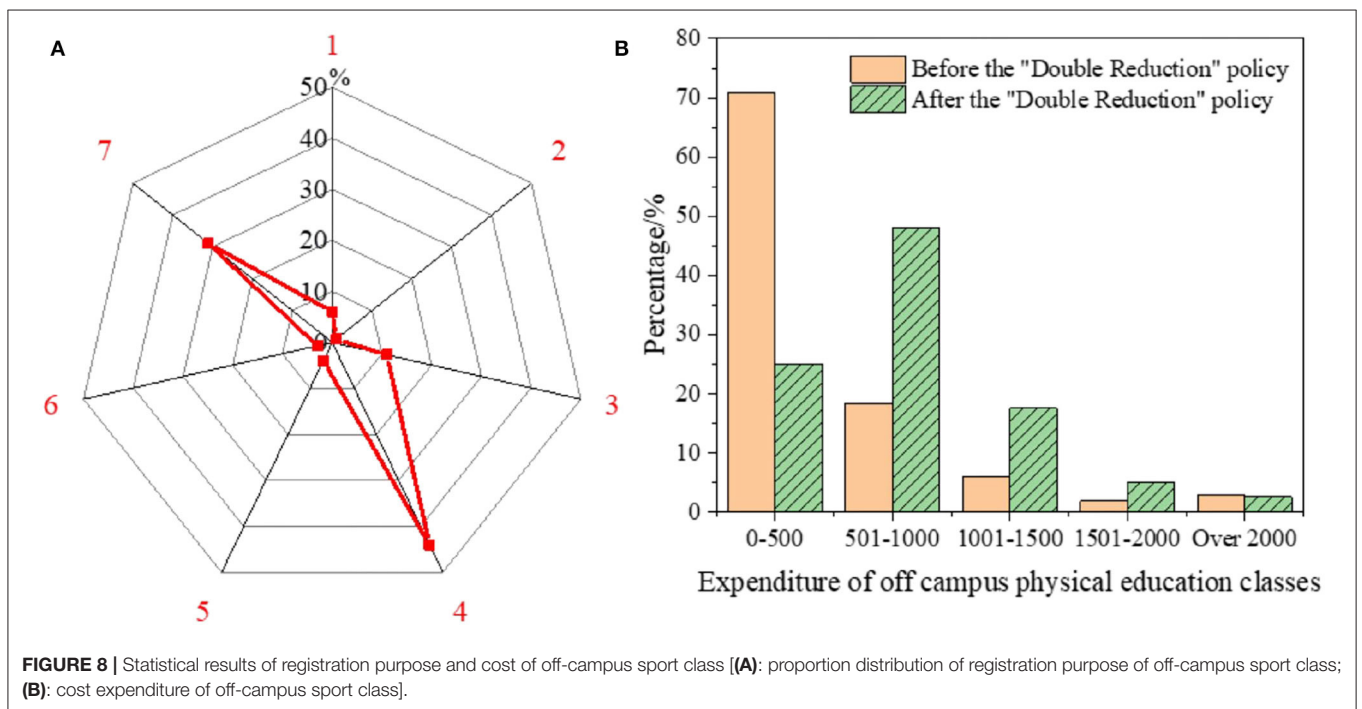 A
1
50%
40
30
20
10
0
2
3
4
5
6
7
B
80
70
60
50
40
30
20
10
0
Percentage/%
Before the "Double Reduction" policy
After the "Double Reduction" policy
0-500 501-1000 1001-1500 1501-2000 Over 2000
Expenditure of off campus physical education classes
FIGURE 8 | Statistical results of registration purpose and cost of off-campus sport class [(A): proportion distribution of registration purpose of off-campus sport class;
(B): cost expenditure of off-campus sport class].